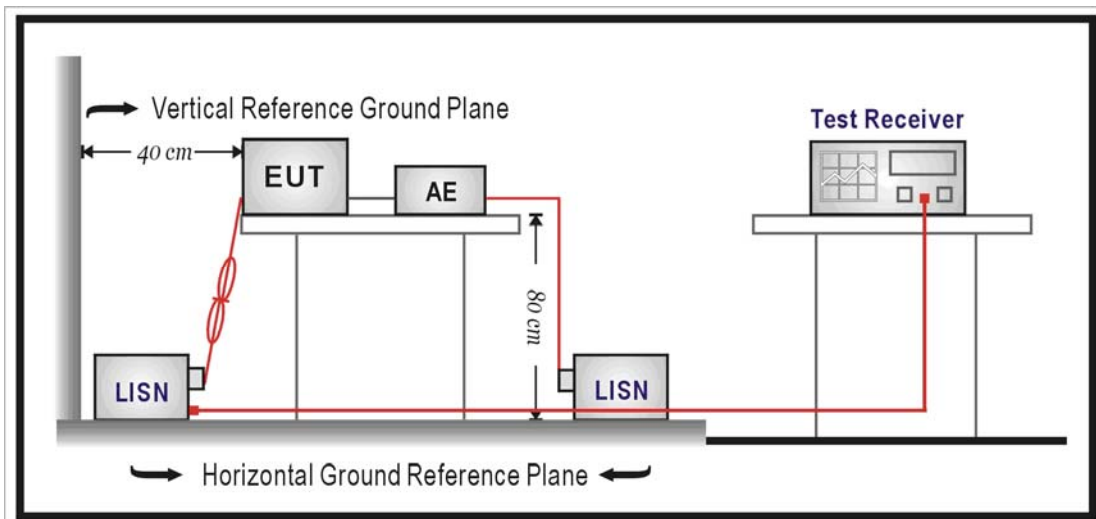 Vertical Reference Ground Plane
Test Receiver
40 cm
EUT
AE
80 cm
LISN
LISN
Horizontal Ground Reference Plane